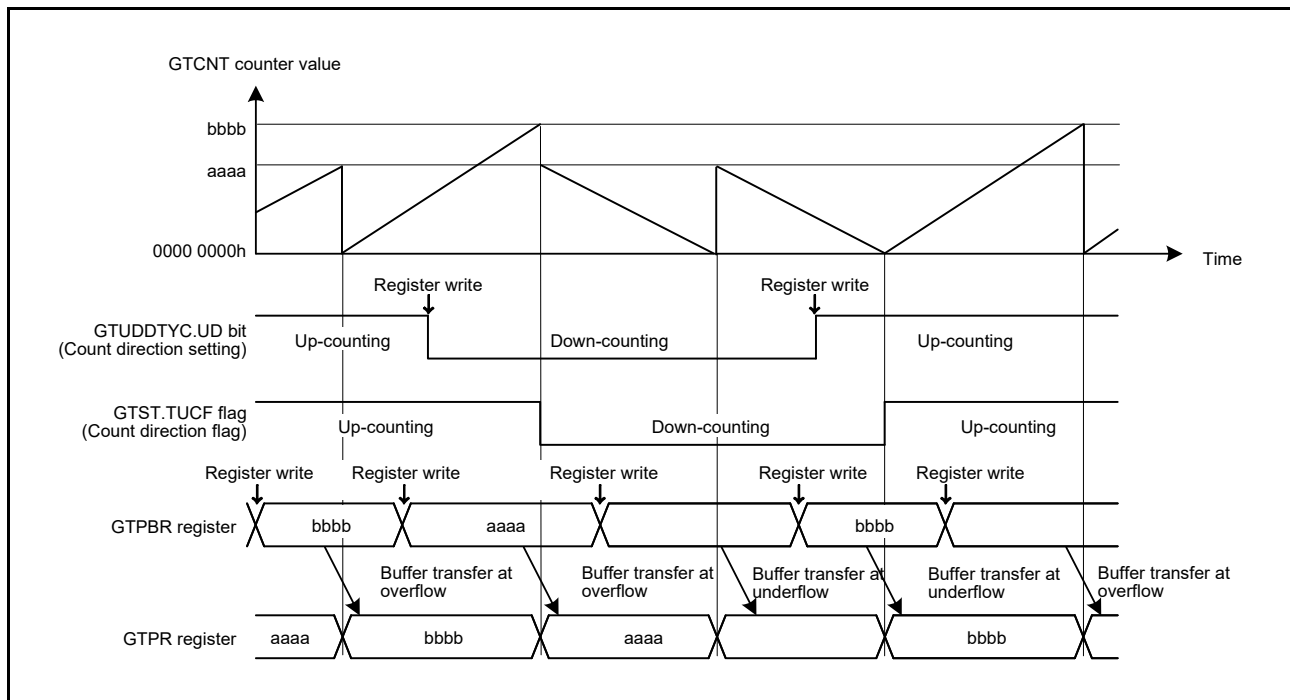 GTCNT counter value
bbbb
aaaa
0000 0000h
Time
Register write Register write
GTUDDTYC.UD bit
(Count direction setting)
Up-counting Down-counting Up-counting
GTST.TUCF flag
(Count direction flag)
Up-counting Down-counting Up-counting
Register write Register write Register write Register write Register write
GTPBR register bbbb aaaa bbbb
Buffer transfer at
overflow
Buffer transfer at
overflow
Buffer transfer at
underflow
Buffer transfer at
underflow
Buffer transfer at
overflow
GTPR register aaaa bbbb aaaa bbbb